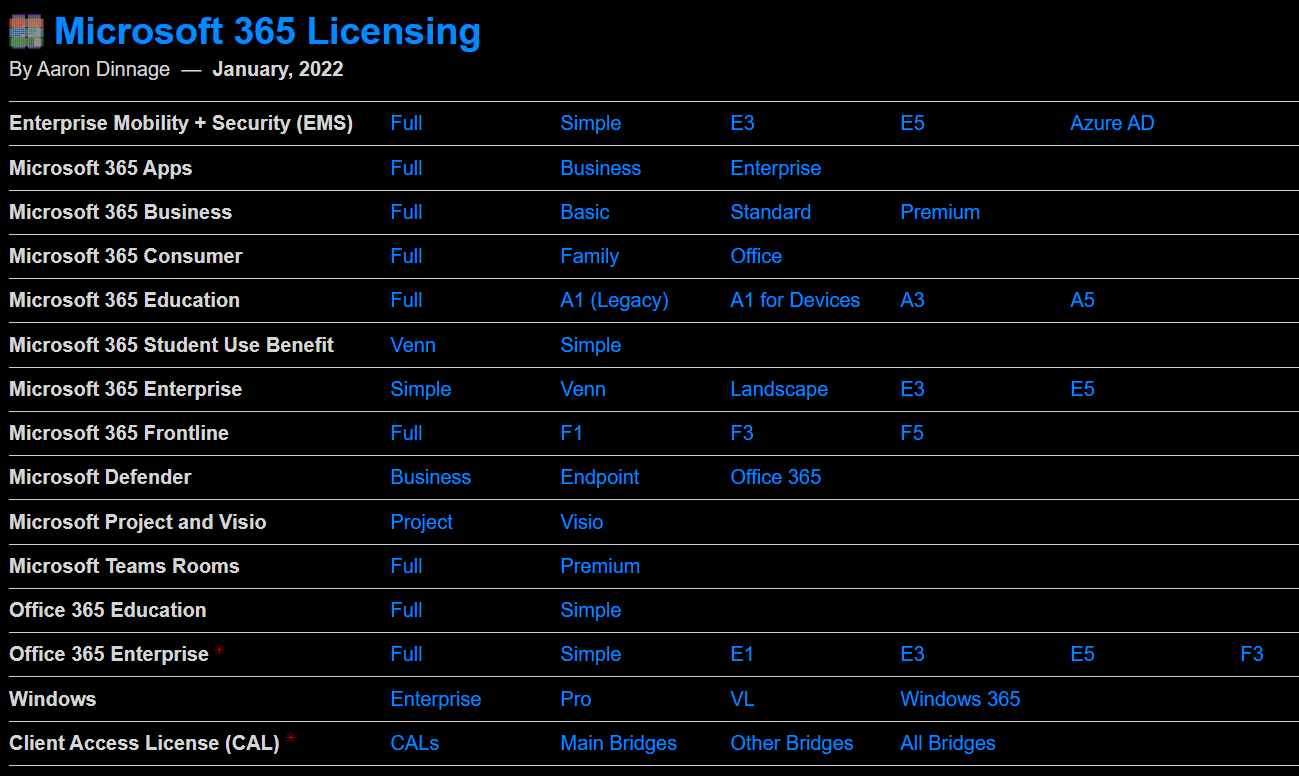 Microsoft 365 Licensing
By Aaron Dinnage — January, 2022
Enterprise Mobility + Security (EMS) Full Simple E3 E5 Azure AD
Microsoft 365 Apps Full Business Enterprise
Microsoft 365 Business Full Basic Standard Premium
Microsoft 365 Consumer Full Family Office
Microsoft 365 Education Full A1 (Legacy) A1 for Devices A3 A5
Microsoft 365 Student Use Benefit Venn Simple
Microsoft 365 Enterprise Simple Venn Landscape E3 E5
Microsoft 365 Frontline Full F1 F3 F5
Microsoft Defender Business Endpoint Office 365
Microsoft Project and Visio Project Visio
Microsoft Teams Rooms Full Premium
Office 365 Education Full Simple
Office 365 Enterprise * Full Simple E1 E3 E5 F3
Windows Enterprise Pro VL Windows 365
Client Access License (CAL) * CALs Main Bridges Other Bridges All Bridges